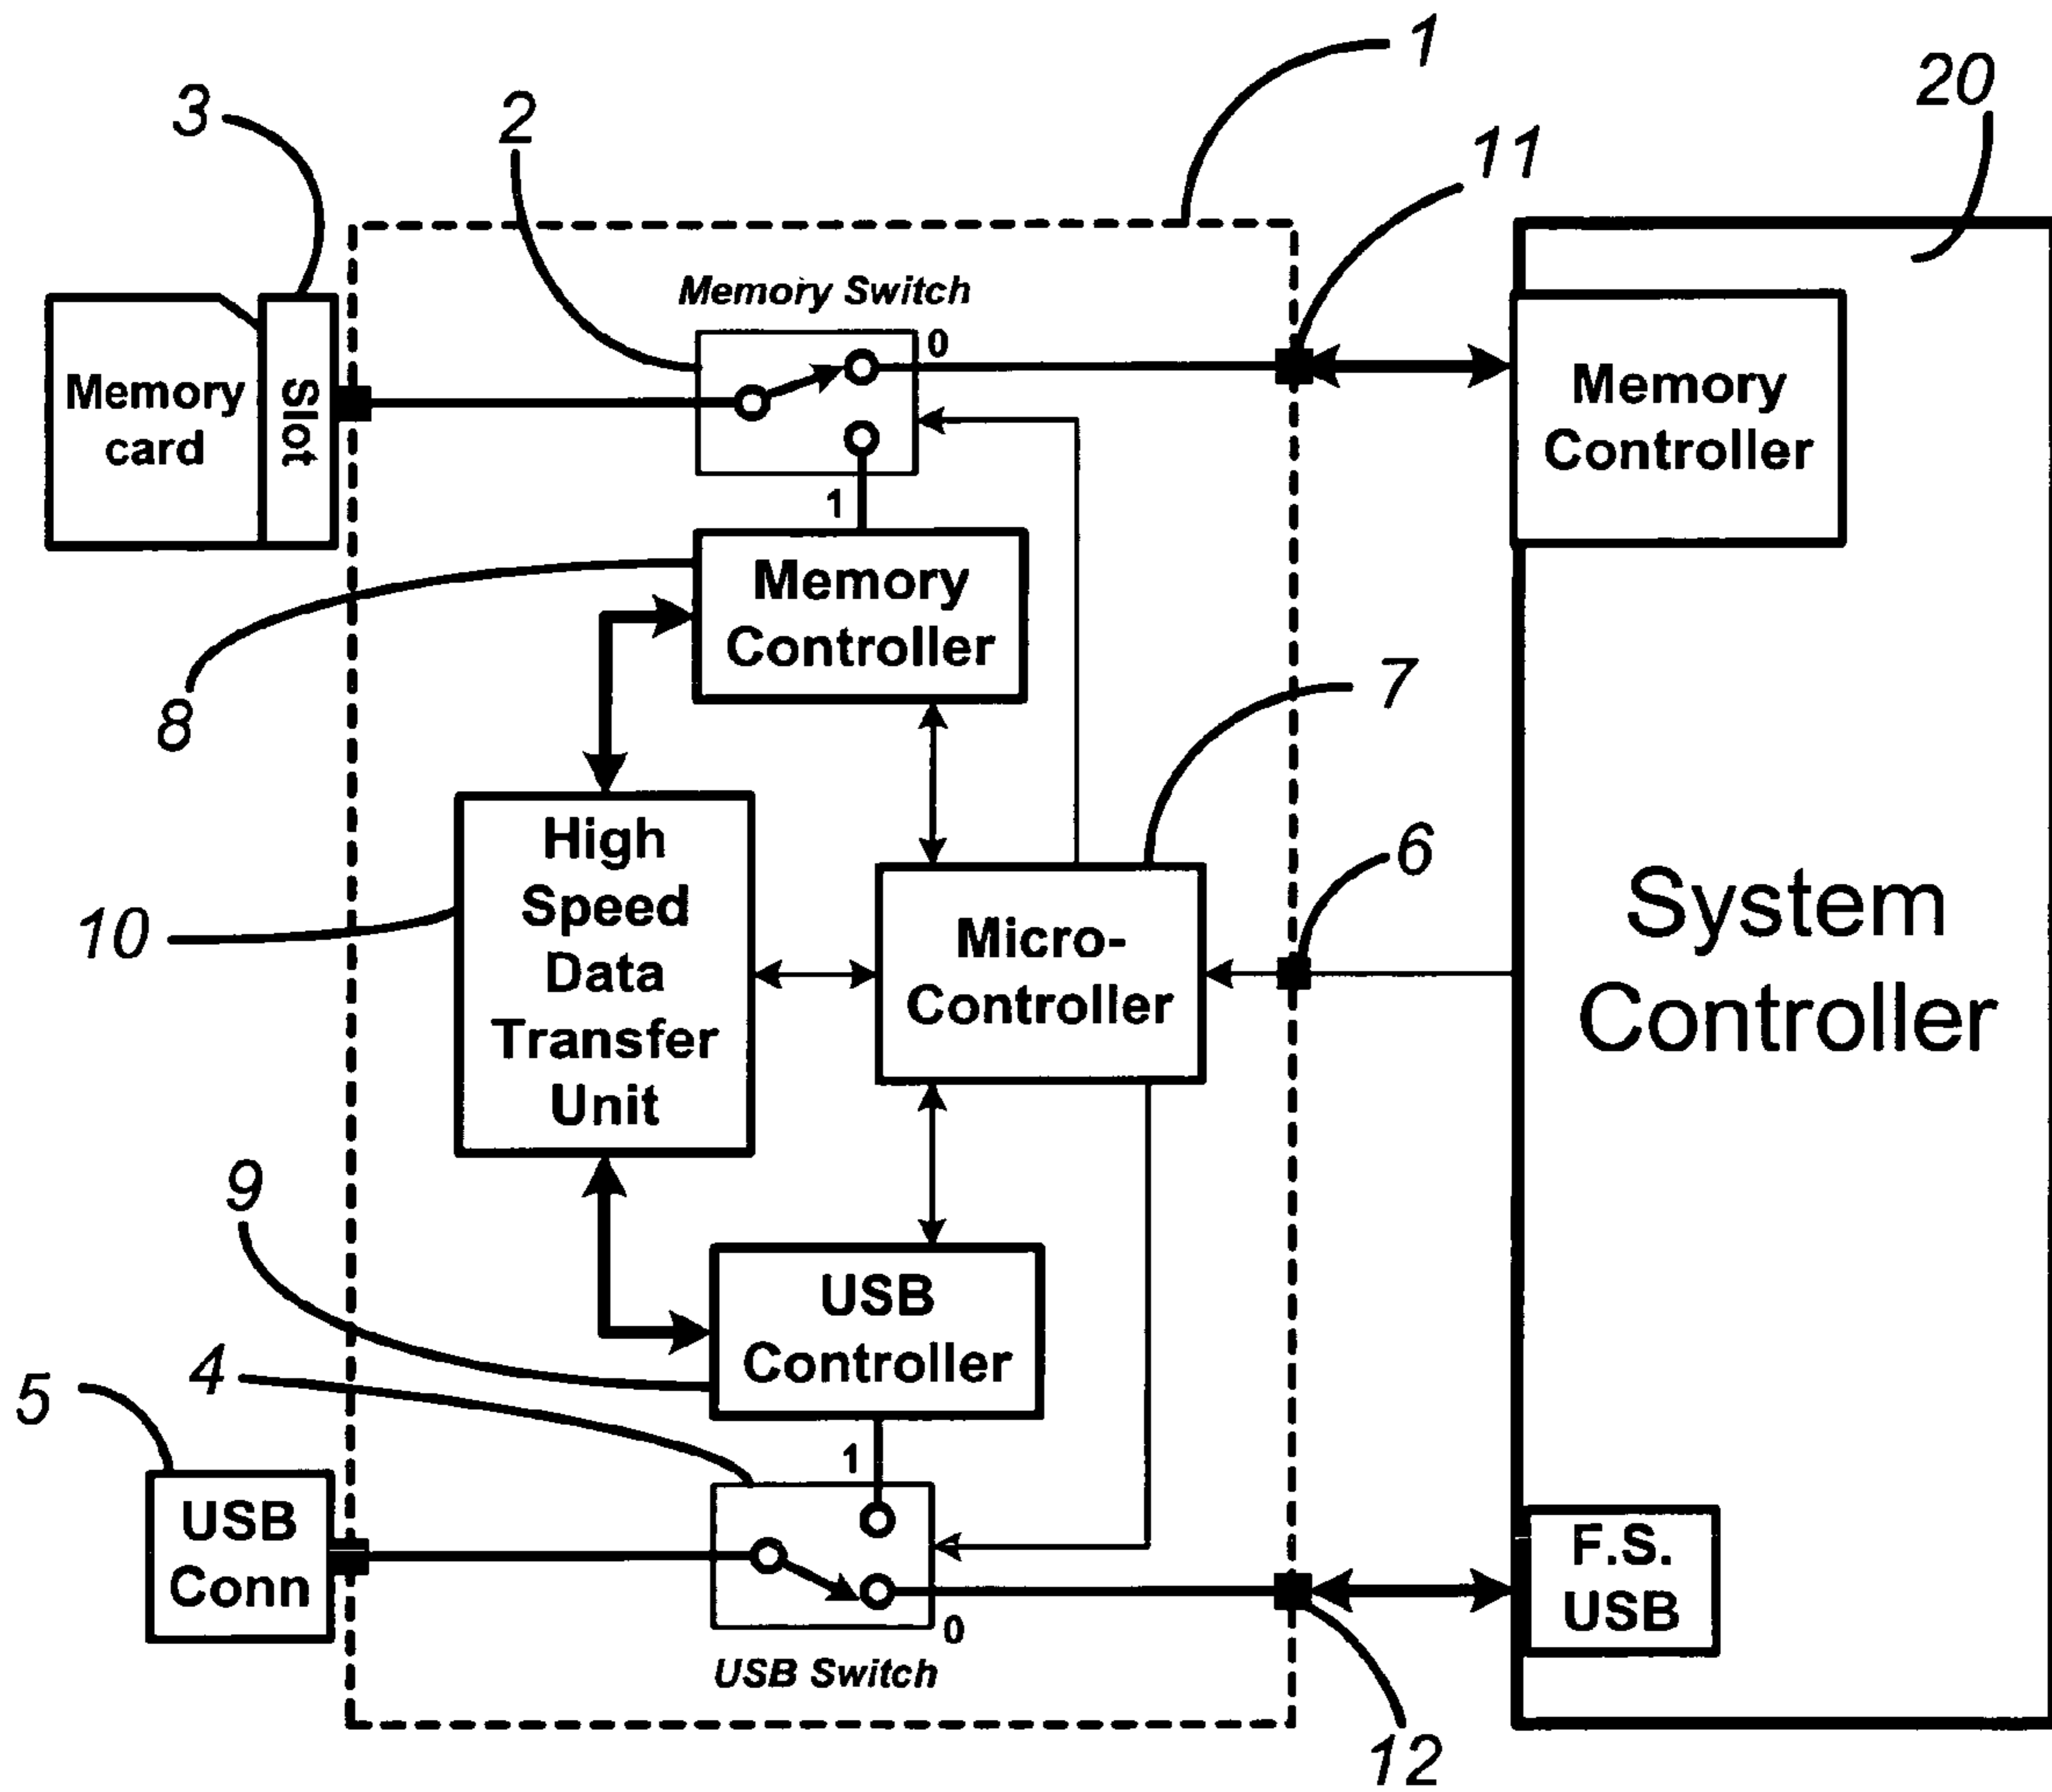 1
20
3
2
11
Memory Switch
0
Memory
card
Slot
Memory
Controller
1
Memory
Controller
8
7
High
Speed
Data
Transfer
Unit
6
10
Micro-
Controller
System
Controller
9
USB
Controller
4
5
1
USB
Conn
F.S.
USB
0
USB Switch
12